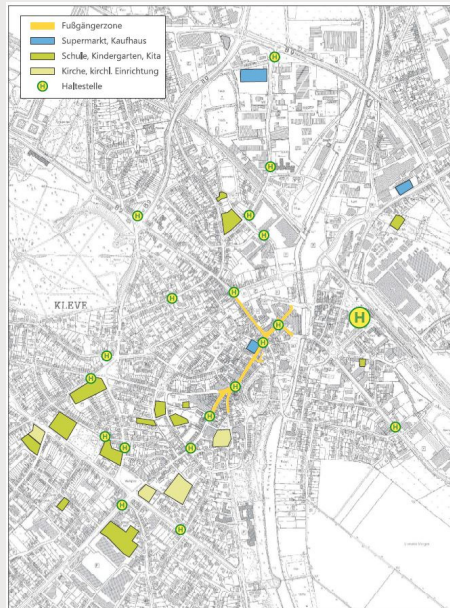 Fußgängerzone
Supermarkt, Kaufhaus
Schule, Kindergarten, Kita
Kirche, kirchl. Einrichtung
H Haltestelle
H
H
H
H
H
H
H
KLEVE
H
H
H
H
H
H
H
H
H
H
H
H
H